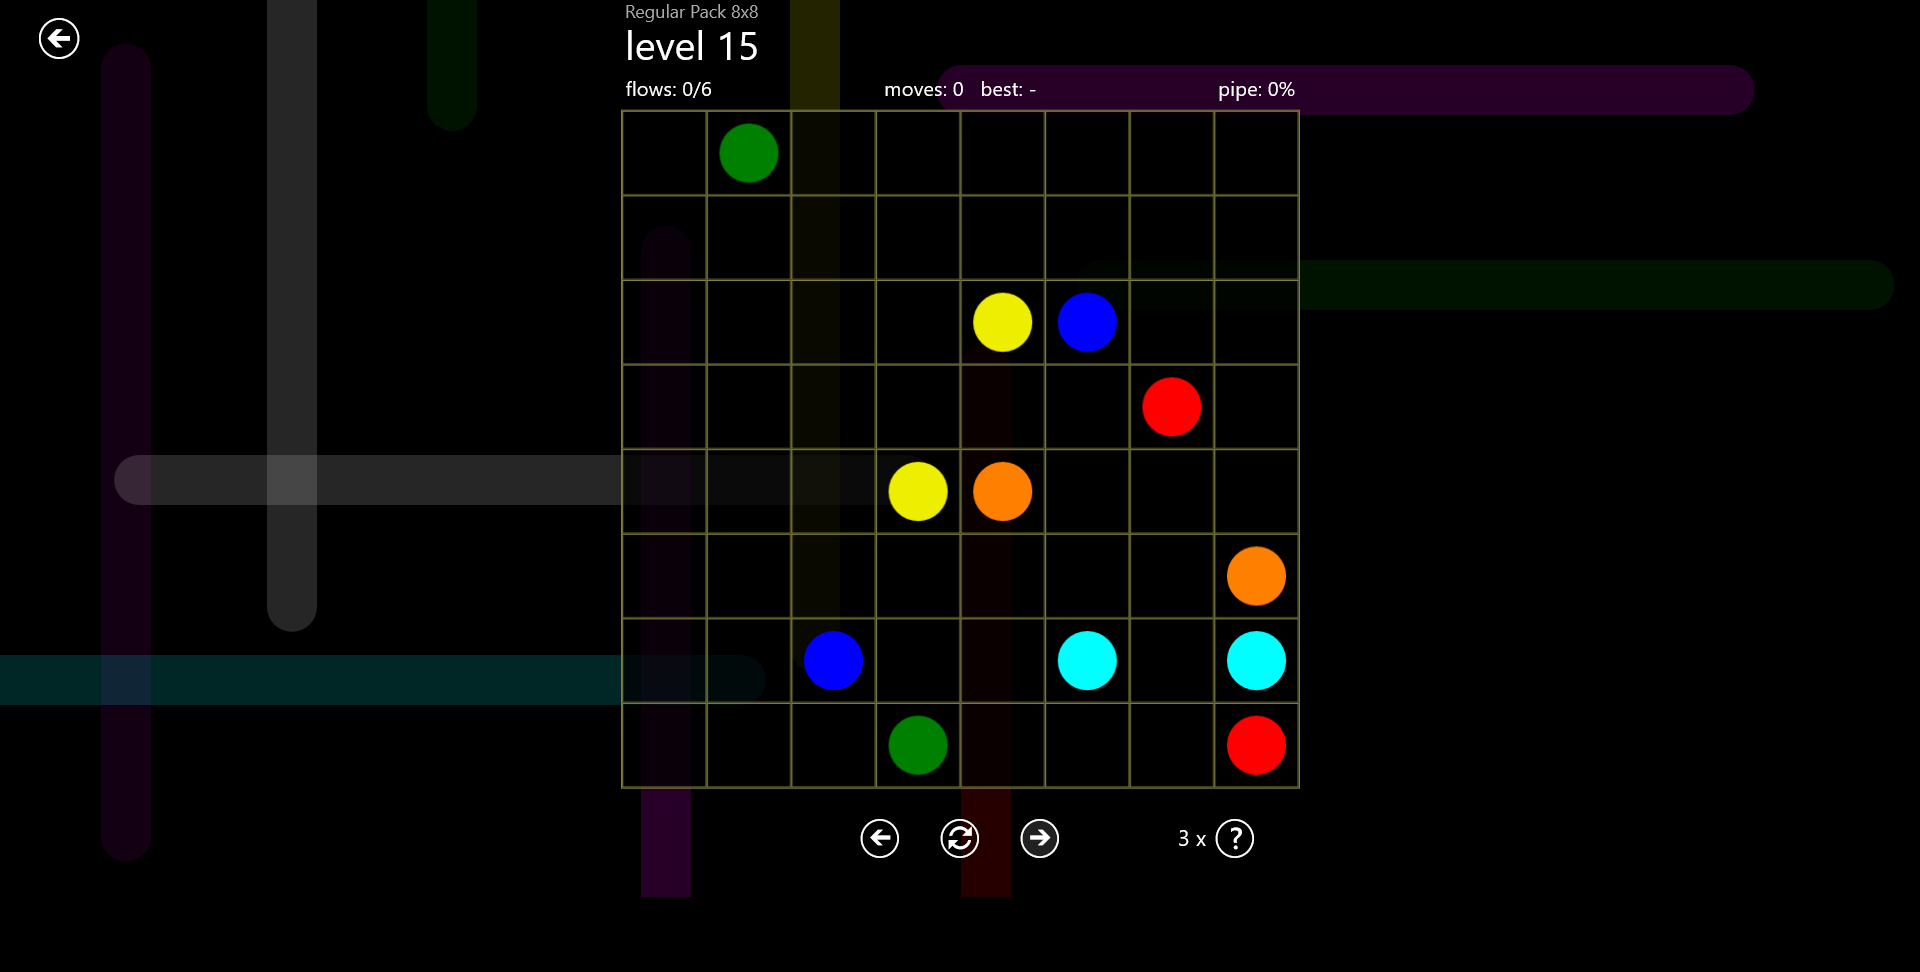 Regular Pack 8x8
level 15
flows: 0/6 moves: 0 best: - pipe: 0%
3 x ?